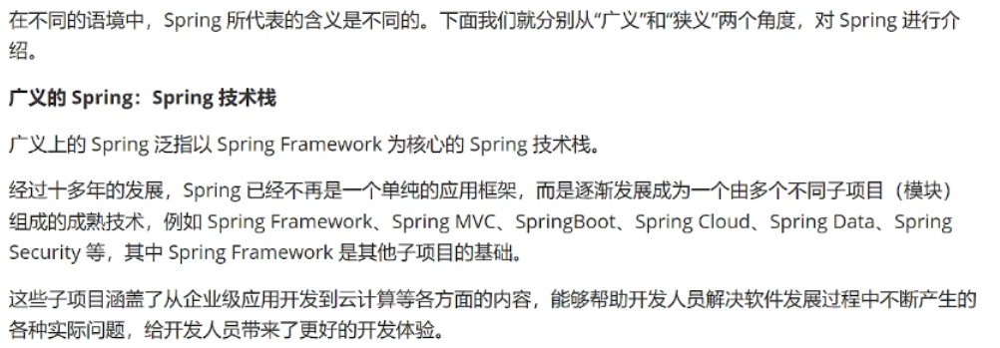 在不同的语境中，Spring 所代表的含义是不同的。下面我们就分别从“广义”和“狭义”两个角度，对 Spring 进行介
绍。
广义的 Spring：Spring 技术栈
广义上的 Spring 泛指以 Spring Framework 为核心的 Spring 技术栈。
经过十多年的发展，Spring 已经不再是一个单纯的应用框架，而是逐渐发展成为一个由多个不同子项目（模块）
组成的成熟技术，例如 Spring Framework、Spring MVC、SpringBoot、Spring Cloud、Spring Data、Spring
Security 等，其中 Spring Framework 是其他子项目的基础。
这些子项目涵盖了从企业级应用开发到云计算等各方面的内容，能够帮助开发人员解决软件发展过程中不断产生的
各种实际问题，给开发人员带来了更好的开发体验。